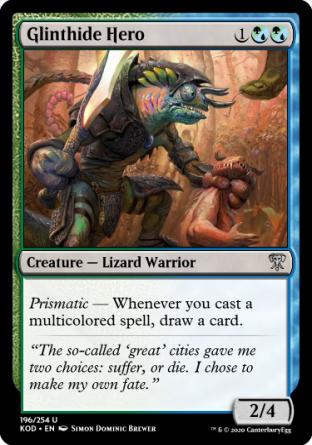 Glinthide Hero 1
Creature — Lizard Warrior
Prismatic — Whenever you cast a
multicolored spell, draw a card.
“The so-called ‘great’ cities gave me
two choices: suffer, or die. I chose to
make my own fate.”
2/4
196/254 U
KOD • EN SIMON DOMINIC BREWER
™ & © 2020 CanterburyEgg